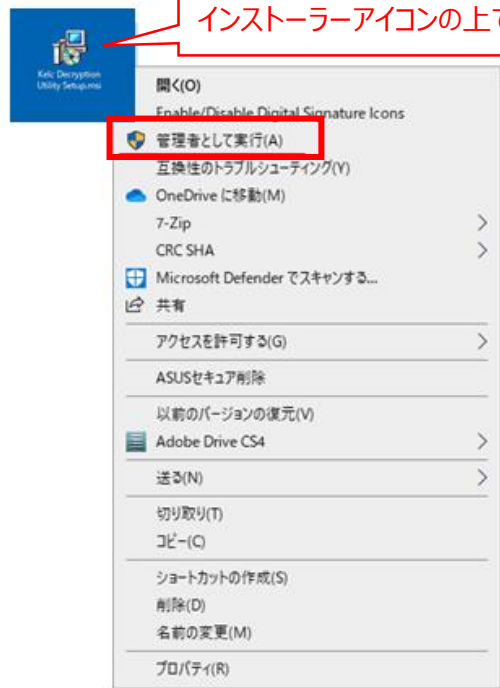 インストーラーアイコンの上で
Kelc Decryption
Utility Setup.msi
開く(O)
Enable/Disable Digital Signature Icons
管理者として実行(A)
互換性のトラブルシューティング(Y)
OneDrive に移動(M)
7-Zip
CRC SHA
Microsoft Defender でスキャンする...
共有
アクセスを許可する(G)
ASUSセキュア削除
以前のバージョンの復元(V)
Adobe Drive CS4
送る(N)
切り取り(T)
コピー(C)
ショートカットの作成(S)
削除(D)
名前の変更(M)
プロパティ(R)